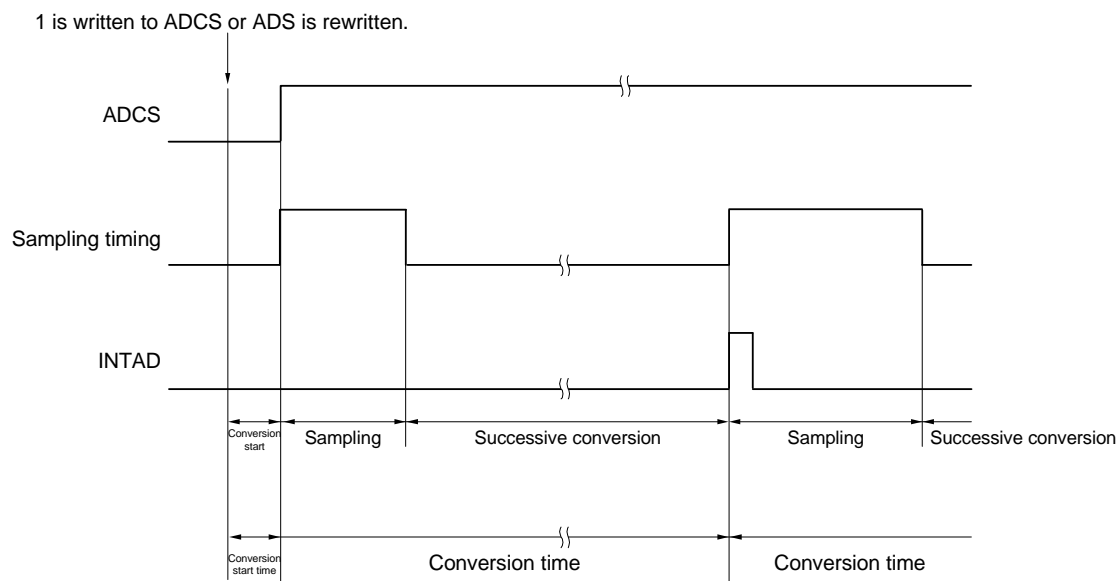 1 is written to ADCS or ADS is rewritten.
ADCS
Sampling timing
INTAD
Conversion
start
Sampling
Successive conversion
Sampling
Successive conversion
Conversion
start time
Conversion time
Conversion time